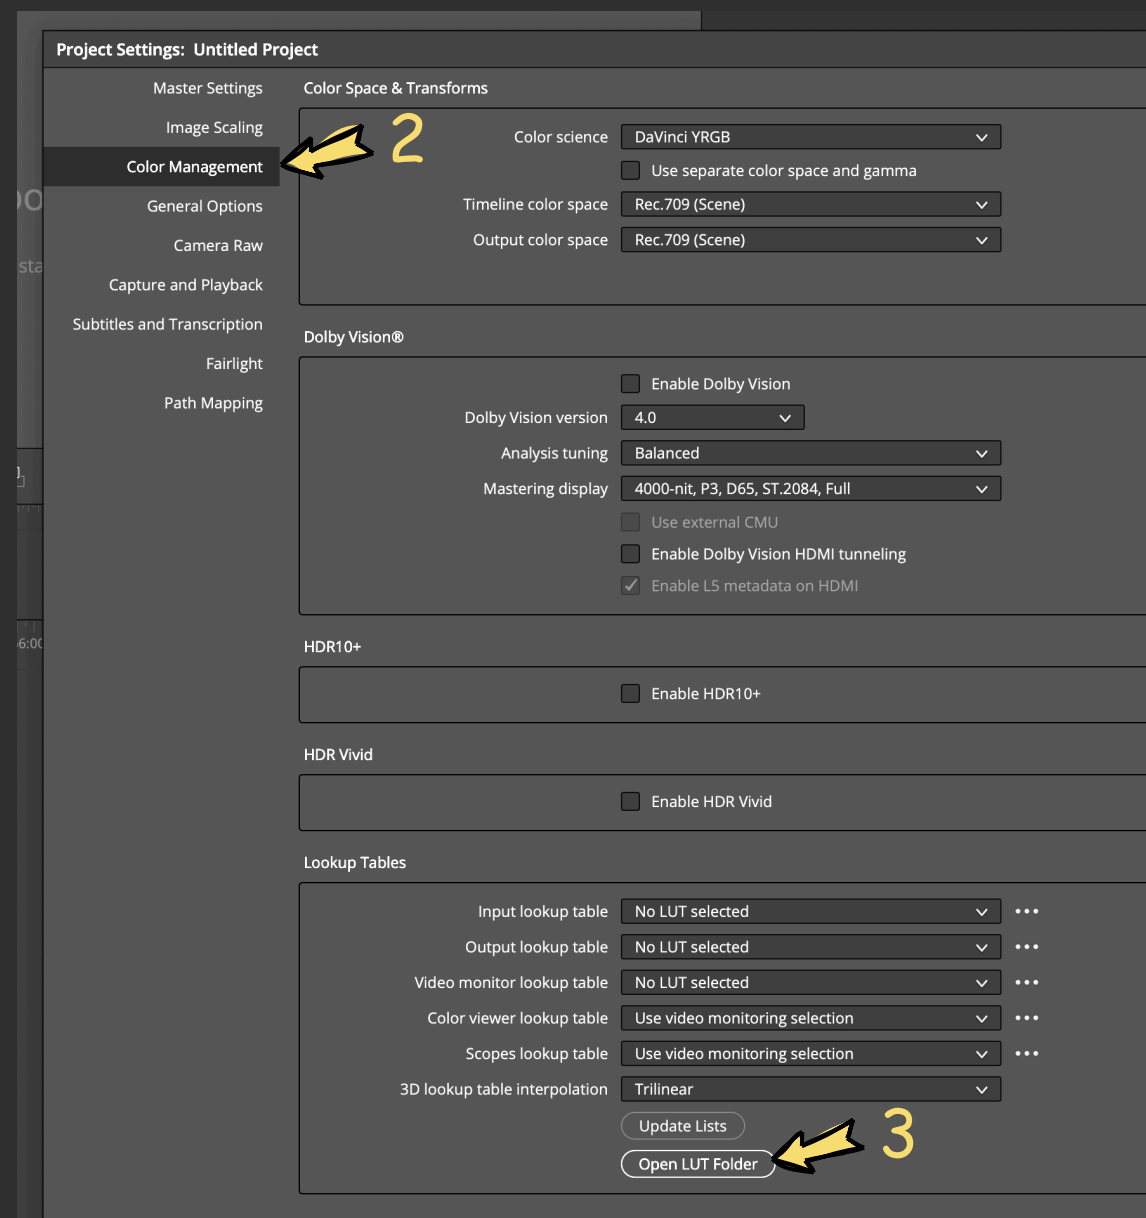 Project Settings: Untitled Project
Master Settings
Image Scaling
Color Management
General Options
Camera Raw
Capture and Playback
Subtitles and Transcription
Fairlight
Path Mapping
2
Color Space & Transforms
Color science DaVinci YRGB
Use separate color space and gamma
Timeline color space Rec.709 (Scene)
Output color space Rec.709 (Scene)
Dolby Vision®
Enable Dolby Vision
Dolby Vision version 4.0
Analysis tuning Balanced
Mastering display 4000-nit, P3, D65, ST.2084, Full
Use external CMU
Enable Dolby Vision HDMI tunneling
Enable L5 metadata on HDMI
HDR10+
Enable HDR10+
HDR Vivid
Enable HDR Vivid
Lookup Tables
Input lookup table No LUT selected
Output lookup table No LUT selected
Video monitor lookup table No LUT selected
Color viewer lookup table Use video monitoring selection
Scopes lookup table Use video monitoring selection
3D lookup table interpolation Trilinear
Update Lists
Open LUT Folder
3